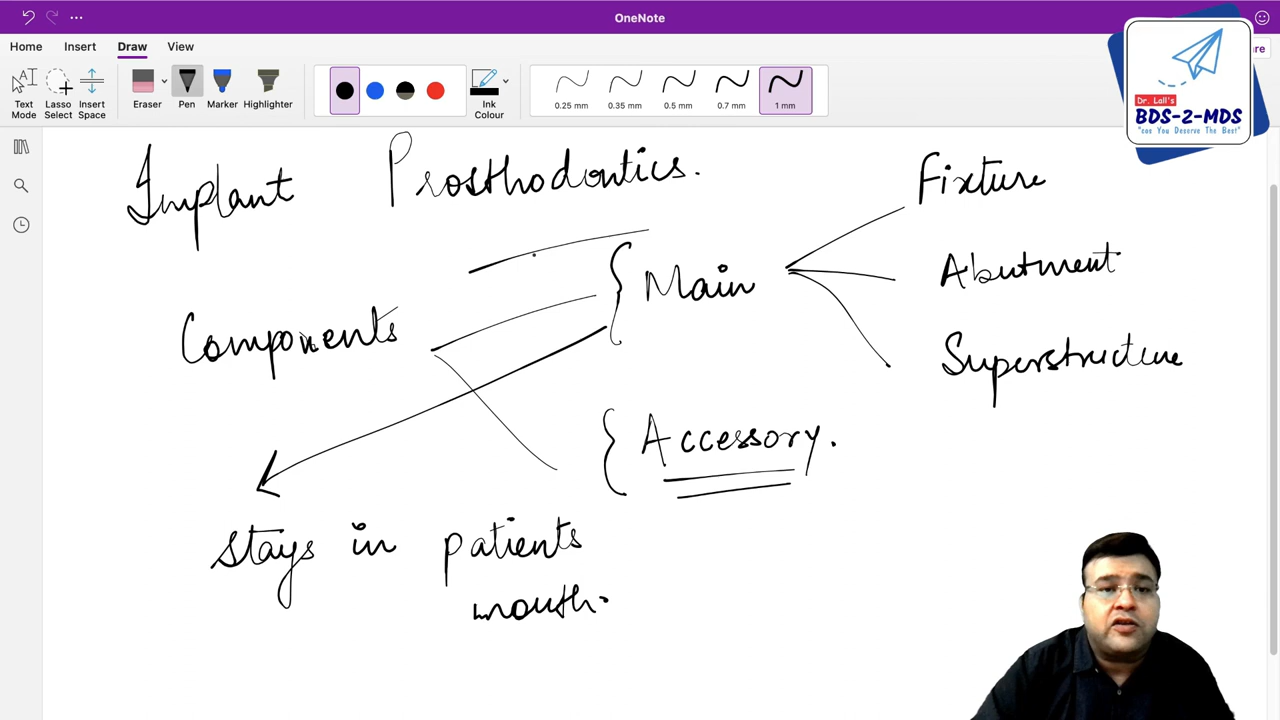 OneNote
Home Insert Draw View
Text Mode
Lasso Select
Insert Space
Eraser
Pen
Marker
Highlighter
Ink Colour
0.25 mm
0.35 mm
0.5 mm
0.7 mm
1 mm
Dr. Lall's
BDS-2-MDS
"cos You Deserve The Best"
Implant Prosthodontics.
Fixture
Main
Abutment
Components
Superstructure
Accessory.
stays in patients
mouth.